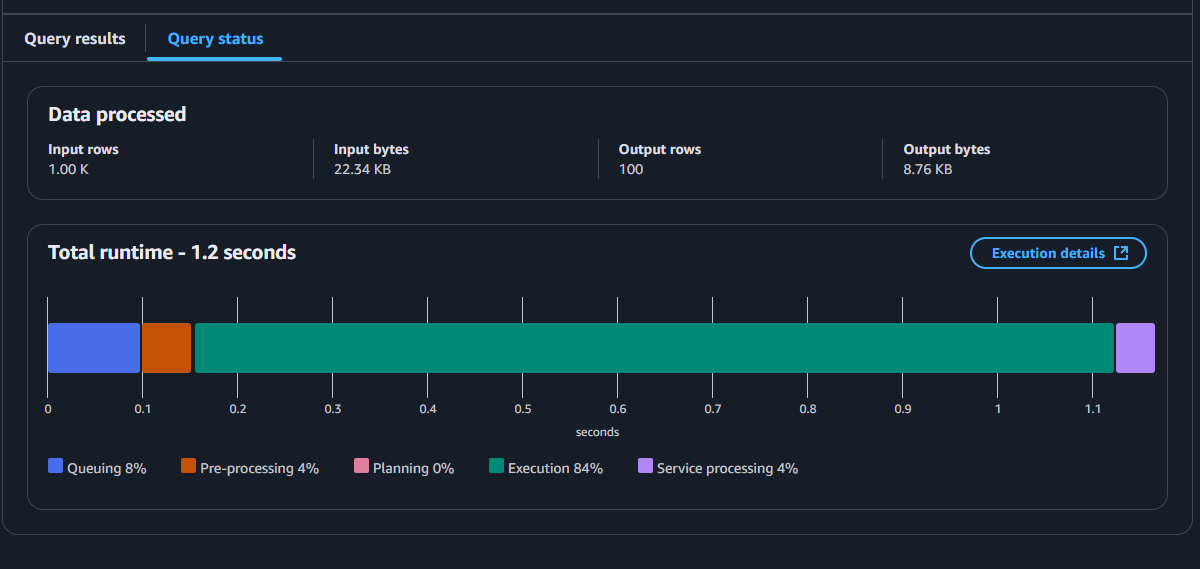 Query results Query status
Data processed
Input rows Input bytes Output rows Output bytes
1.00 K 22.34 KB 100 8.76 KB
Total runtime - 1.2 seconds Execution details
0 0.1 0.2 0.3 0.4 0.5 0.6 0.7 0.8 0.9 1 1.1
seconds
Queuing 8% Pre-processing 4% Planning 0% Execution 84% Service processing 4%